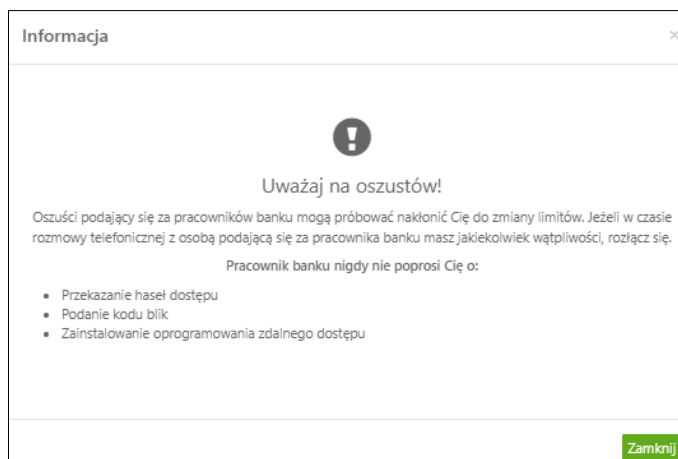 Informacja
×
Uważaj na oszustów!
Oszuści podający się za pracowników banku mogą próbować nakłonić Cię do zmiany limitów. Jeżeli w czasie
rozmowy telefonicznej z osobą podającą się za pracownika banku masz jakiekolwiek wątpliwości, rozłącz się.
Pracownik banku nigdy nie poprosi Cię o:
• Przekazanie haseł dostępu
• Podanie kodu blik
• Zainstalowanie oprogramowania zdalnego dostępu
Zamknij